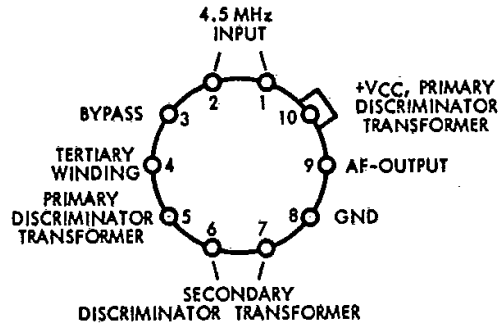 4.5 MHz
INPUT
2
1
BYPASS
3
10
+VCC, PRIMARY
DISCRIMINATOR
TRANSFORMER
TERTIARY
WINDING
4
9
AF-OUTPUT
PRIMARY
DISCRIMINATOR
TRANSFORMER
5
8
GND
6
7
SECONDARY
DISCRIMINATOR TRANSFORMER